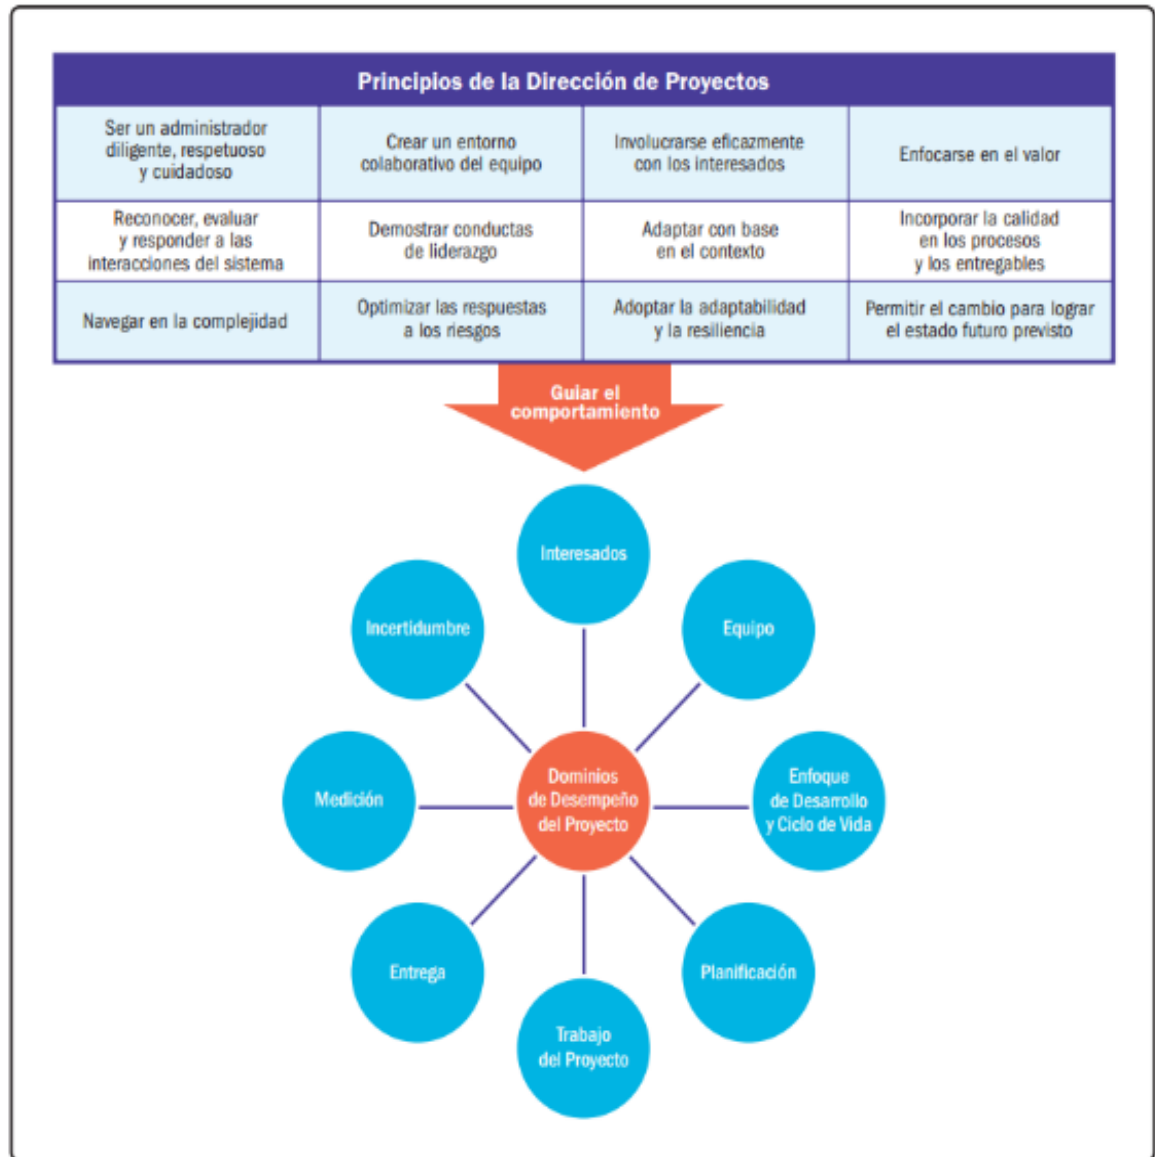 Principios de la Dirección de Proyectos
Ser un administrador
diligente, respetuoso
y cuidadoso
Crear un entorno
colaborativo del equipo
Involucrarse eficazmente
con los interesados
Enfocarse en el valor
Reconocer, evaluar
y responder a las
interacciones del sistema
Demostrar conductas
de liderazgo
Adaptar con base
en el contexto
Incorporar la calidad
en los procesos
y los entregables
Navegar en la complejidad
Optimizar las respuestas
a los riesgos
Adoptar la adaptabilidad
y la resiliencia
Permitir el cambio para lograr
el estado futuro previsto
Guiar el
comportamiento
Interesados
Incertidumbre
Equipo
Medición
Dominios
de Desempeño
del Proyecto
Enfoque
de Desarrollo
y Ciclo de Vida
Entrega
Planificación
Trabajo
del Proyecto